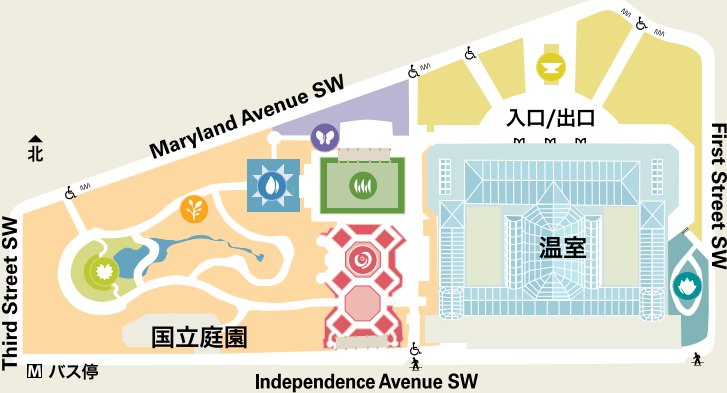 Maryland Avenue SW
入口/出口
北
First Street SW
Third Street SW
温室
国立庭園
M バス停
Independence Avenue SW